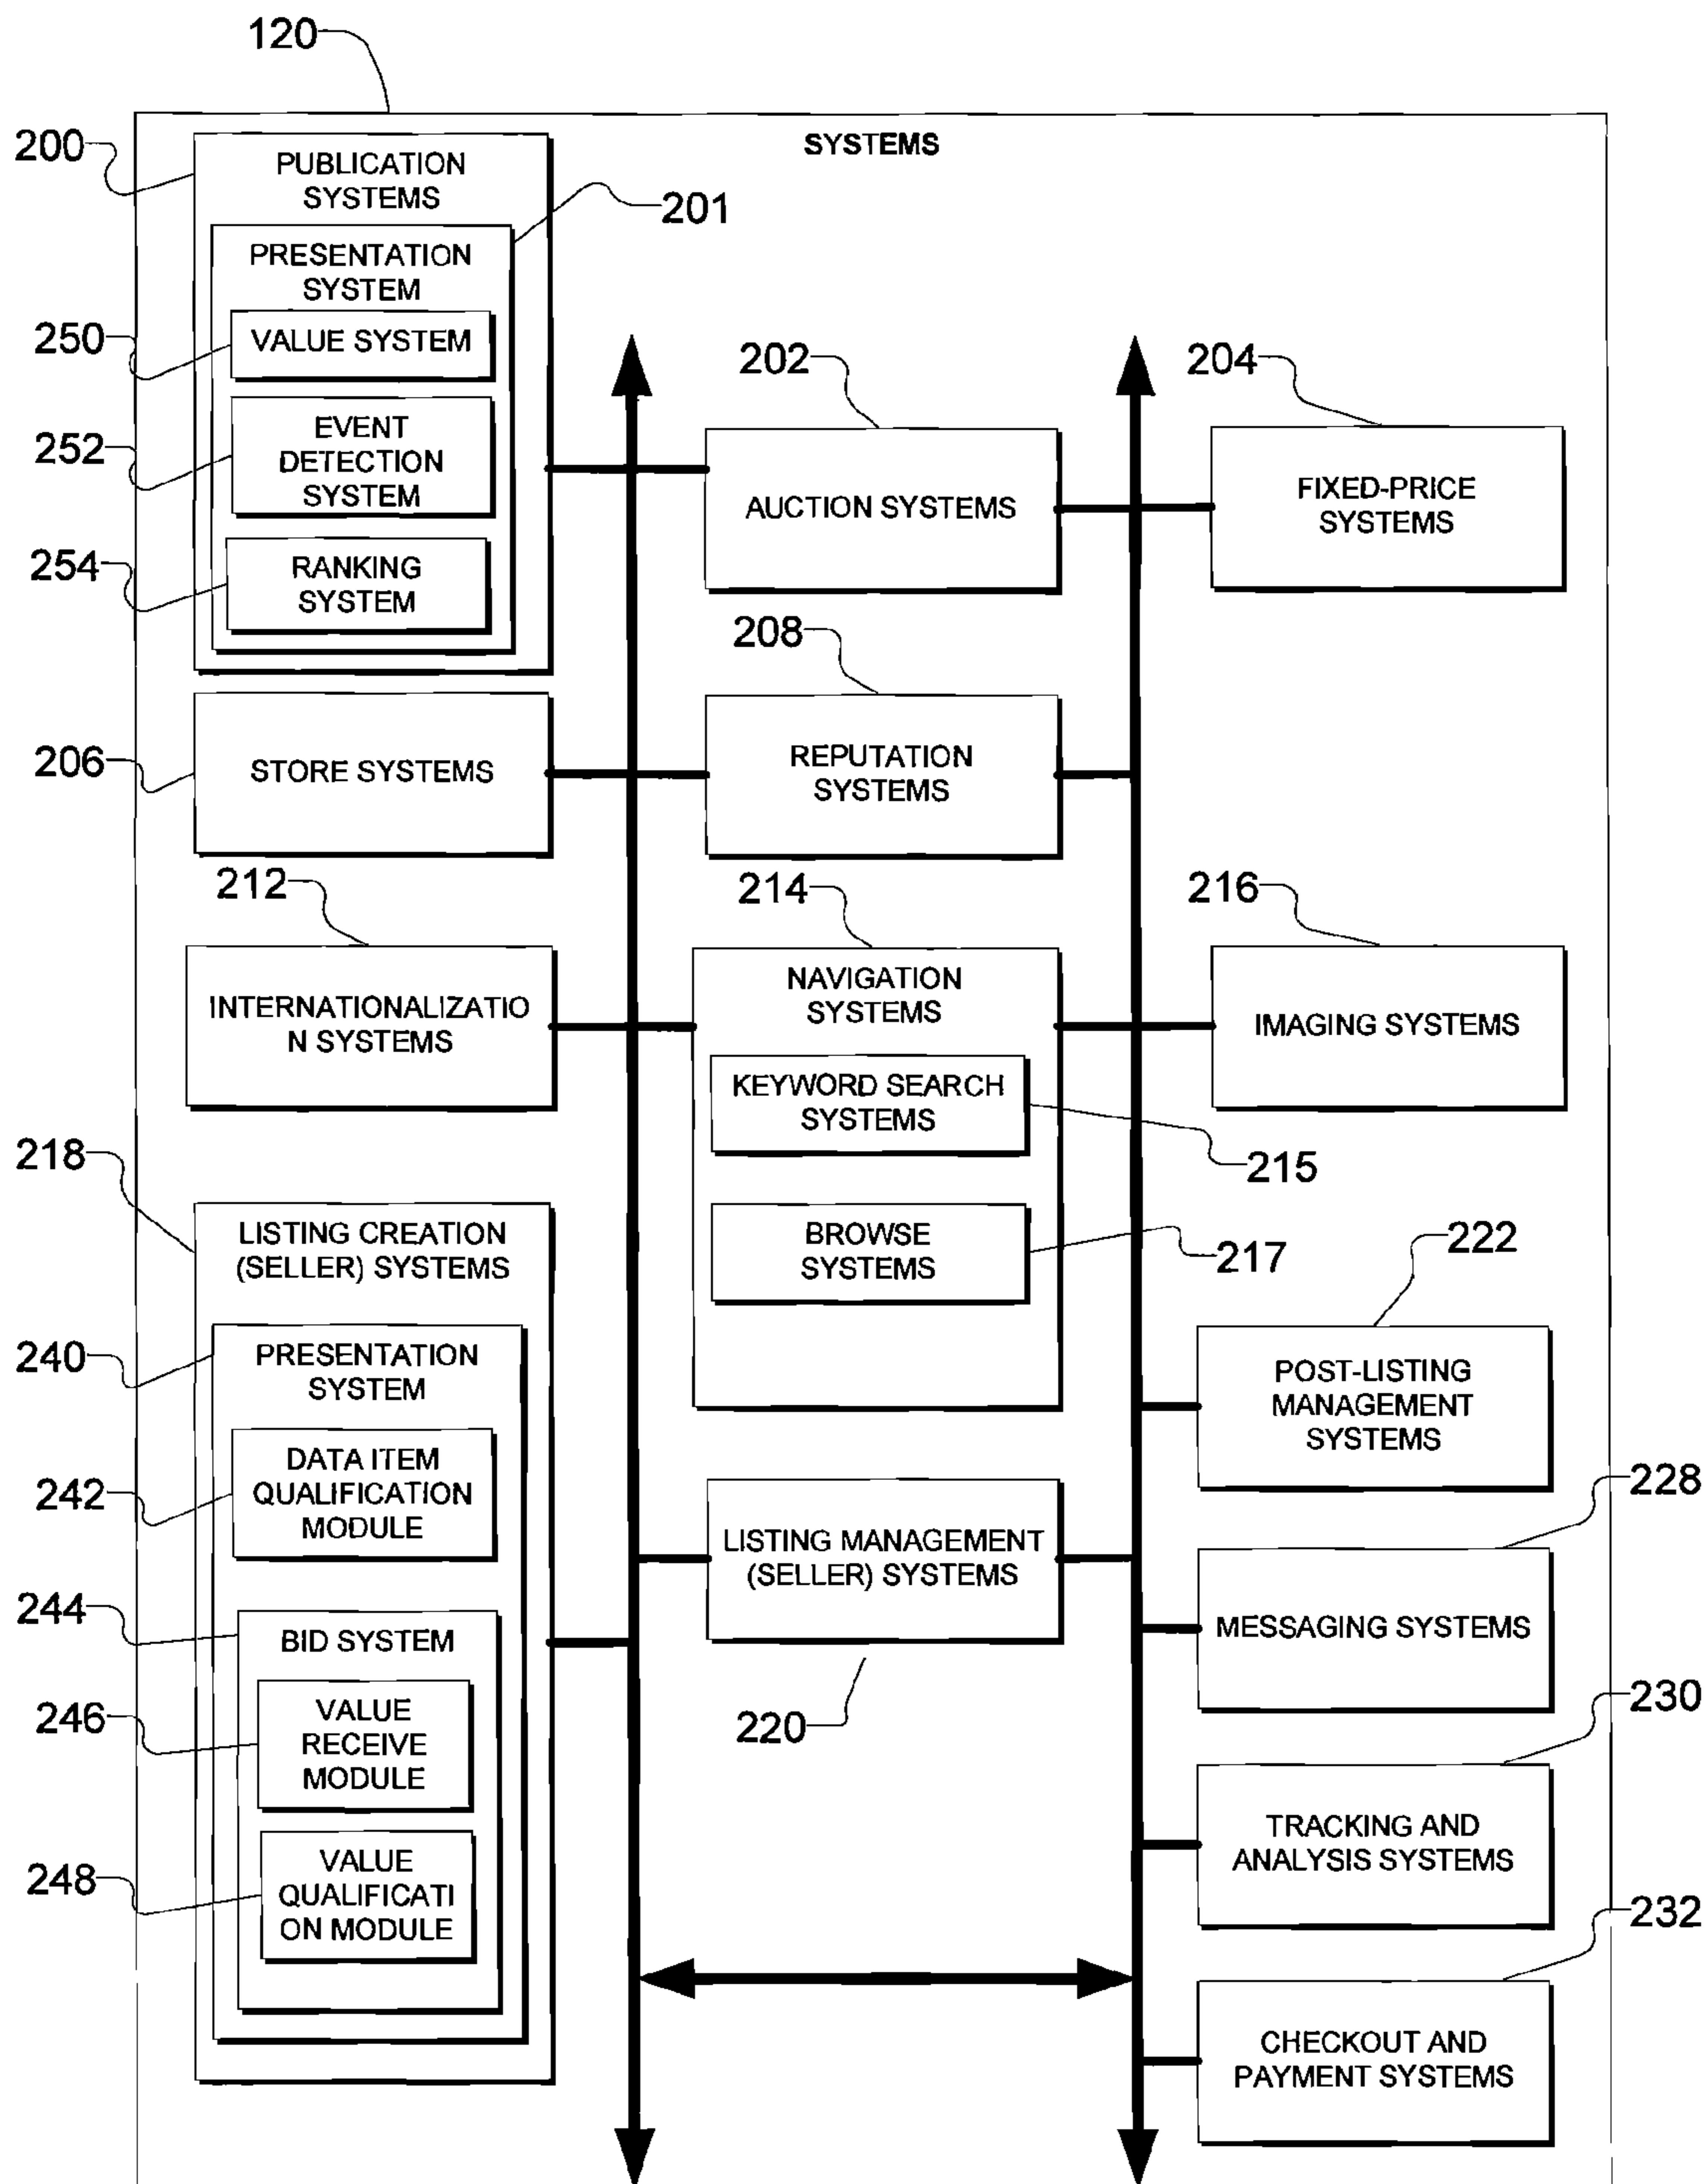 120
SYSTEMS
200
PUBLICATION
SYSTEMS
201
PRESENTATION
SYSTEM
250
VALUE SYSTEM
252
EVENT
DETECTION
SYSTEM
254
RANKING
SYSTEM
202
AUCTION SYSTEMS
204
FIXED-PRICE
SYSTEMS
206
STORE SYSTEMS
208
REPUTATION
SYSTEMS
212
INTERNATIONALIZATIO
N SYSTEMS
214
NAVIGATION
SYSTEMS
KEYWORD SEARCH
SYSTEMS
215
BROWSE
SYSTEMS
217
216
IMAGING SYSTEMS
218
LISTING CREATION
(SELLER) SYSTEMS
240
PRESENTATION
SYSTEM
242
DATA ITEM
QUALIFICATION
MODULE
244
BID SYSTEM
246
VALUE
RECEIVE
MODULE
248
VALUE
QUALIFICATI
ON MODULE
LISTING MANAGEMENT
(SELLER) SYSTEMS
220
222
POST-LISTING
MANAGEMENT
SYSTEMS
228
MESSAGING SYSTEMS
230
TRACKING AND
ANALYSIS SYSTEMS
232
CHECKOUT AND
PAYMENT SYSTEMS